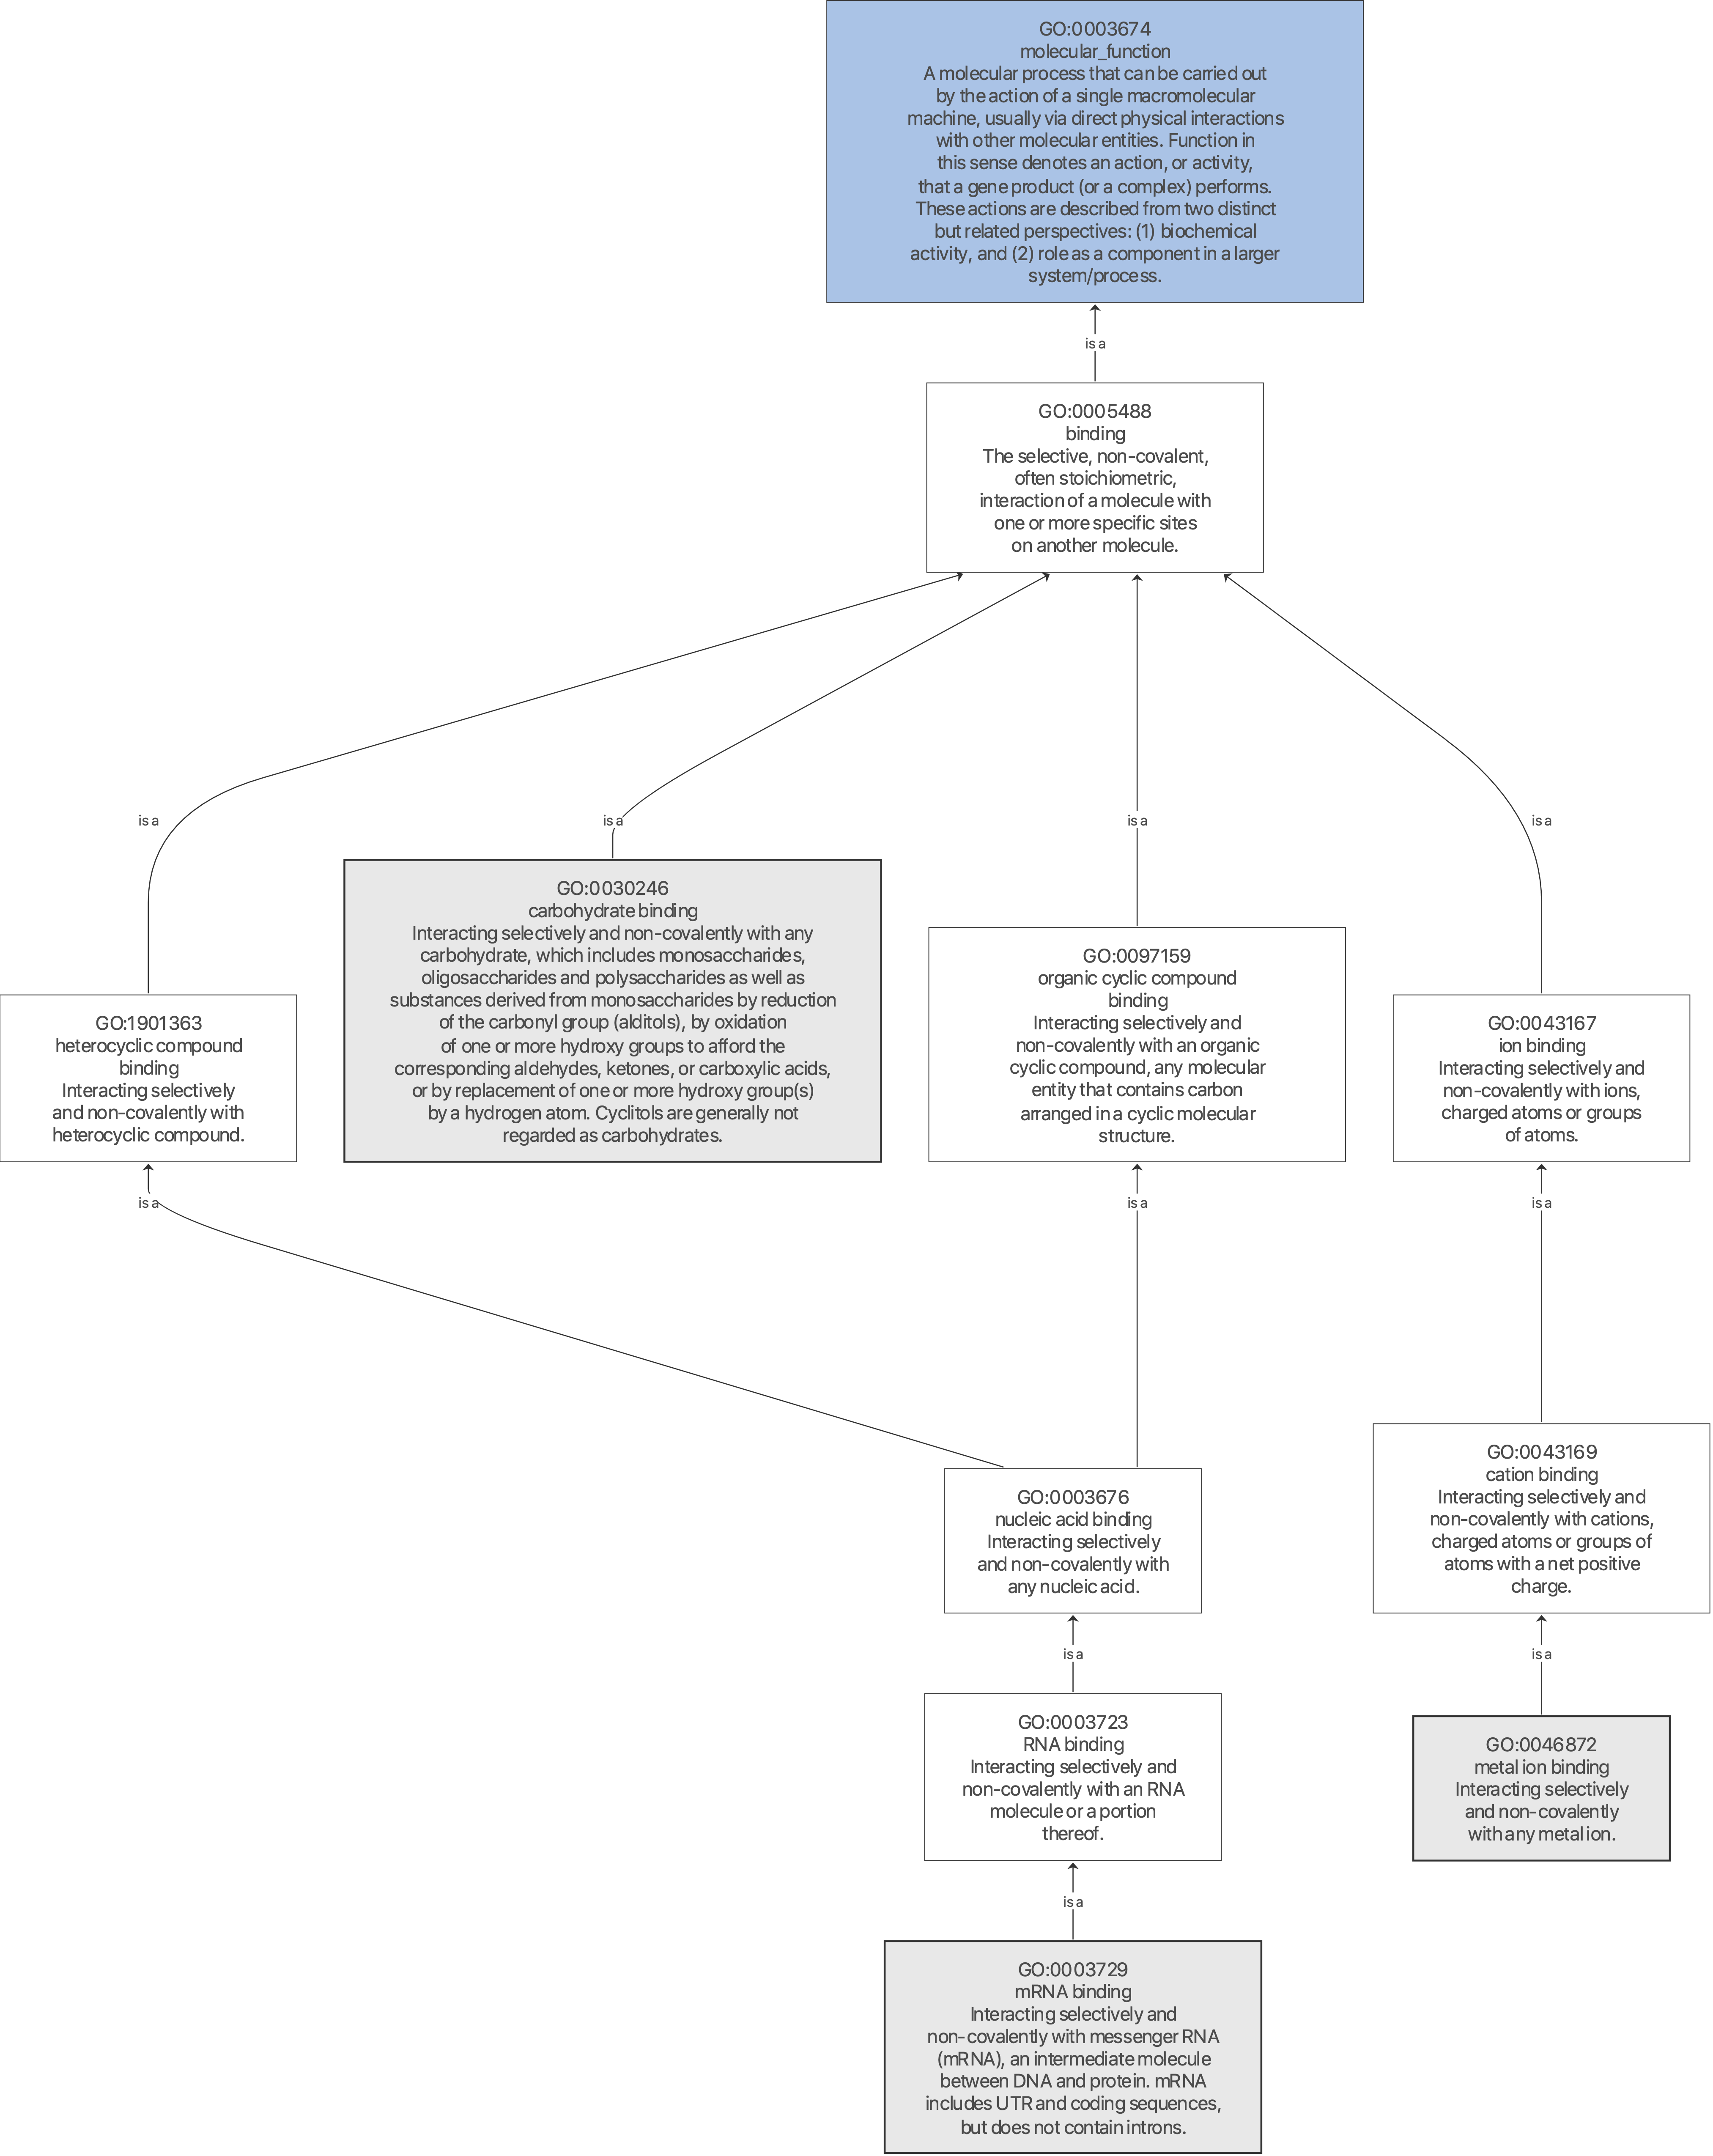 GO:0003674
molecular_function
A molecular process that can be carried out
by the action of a single macromolecular
machine, usually via direct physical interactions
with other molecular entities. Function in
this sense denotes an action, or activity,
that a gene product (or a complex) performs.
These actions are described from two distinct
but related perspectives: (1) biochemical
activity, and (2) role as a component in a larger
system/process.
is a
GO:0005488
binding
The selective, non-covalent,
often stoichiometric,
interaction of a molecule with
one or more specific sites
on another molecule.
is a
is a
is a
is a
GO:1901363
heterocyclic compound
binding
Interacting selectively
and non-covalently with
heterocyclic compound.
GO:0030246
carbohydrate binding
Interacting selectively and non-covalently with any
carbohydrate, which includes monosaccharides,
oligosaccharides and polysaccharides as well as
substances derived from monosaccharides by reduction
of the carbonyl group (alditols), by oxidation
of one or more hydroxy groups to afford the
corresponding aldehydes, ketones, or carboxylic acids,
or by replacement of one or more hydroxy group(s)
by a hydrogen atom. Cyclitols are generally not
regarded as carbohydrates.
GO:0097159
organic cyclic compound
binding
Interacting selectively and
non-covalently with an organic
cyclic compound, any molecular
entity that contains carbon
arranged in a cyclic molecular
structure.
GO:0043167
ion binding
Interacting selectively and
non-covalently with ions,
charged atoms or groups
of atoms.
is a
is a
is a
GO:0003676
nucleic acid binding
Interacting selectively
and non-covalently with
any nucleic acid.
GO:0043169
cation binding
Interacting selectively and
non-covalently with cations,
charged atoms or groups of
atoms with a net positive
charge.
is a
is a
GO:0003723
RNA binding
Interacting selectively and
non-covalently with an RNA
molecule or a portion
thereof.
GO:0046872
metal ion binding
Interacting selectively
and non-covalently
with any metal ion.
is a
GO:0003729
mRNA binding
Interacting selectively and
non-covalently with messenger RNA
(mRNA), an intermediate molecule
between DNA and protein. mRNA
includes UTR and coding sequences,
but does not contain introns.